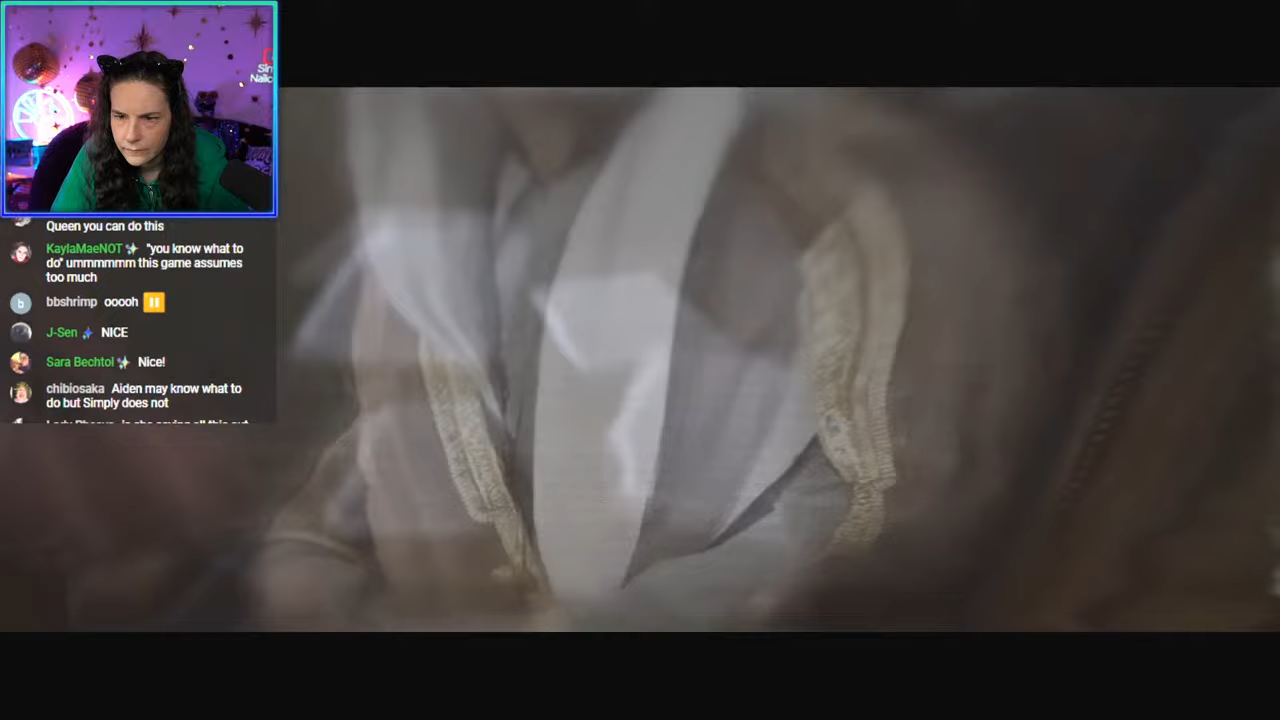 Queen you can do this
KaylaMaeNOT "you know what to
do" ummmmmm this game assumes
too much
bbshrimp ooooh
J-Sen NICE
Sara Bechtol Nice!
chibiosaka Aiden may know what to
do but Simply does not